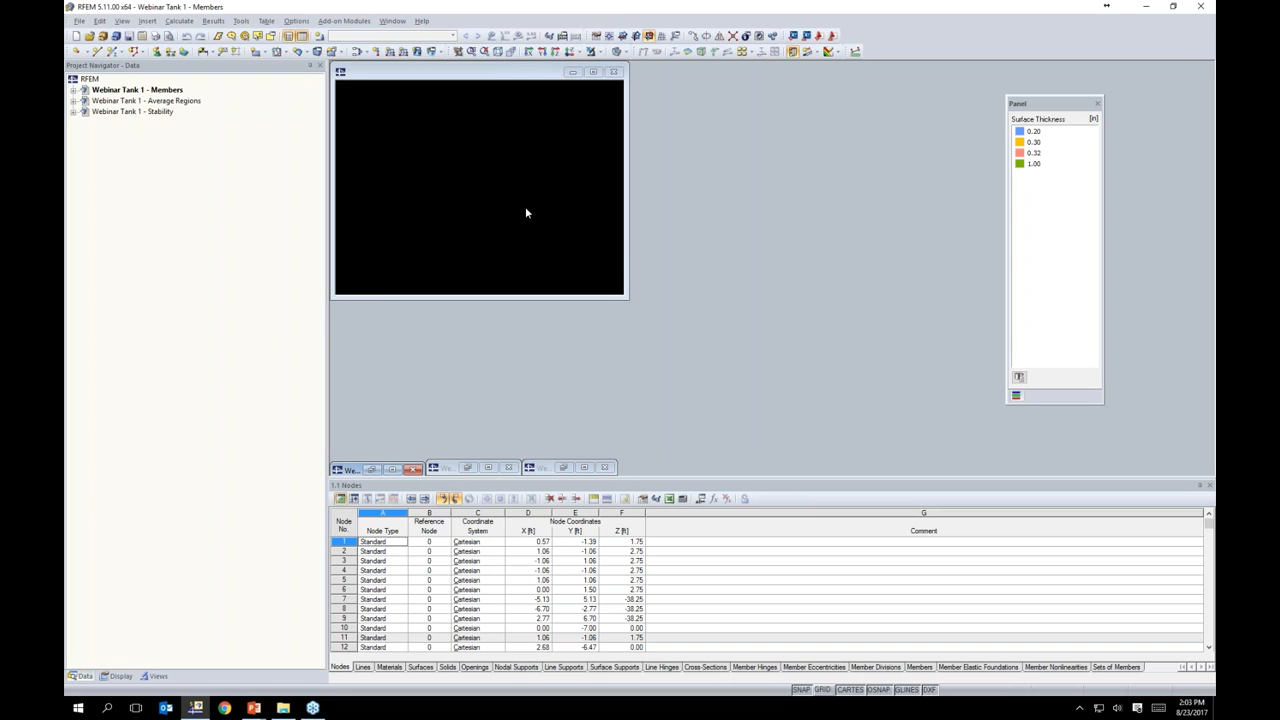 RFEM 5.11.00 x64 - Webinar Tank 1 - Members
File Edit View Insert Calculate Results Tools Table Options Add-on Modules Window Help
Project Navigator - Data
RFEM
Webinar Tank 1 - Members
Webinar Tank 1 - Average Regions
Webinar Tank 1 - Stability
Panel
Surface Thickness [in]
0.20
0.30
0.32
1.00
We...
1.1 Nodes
A B C D E F G
Node Reference Coordinate Node Coordinates
No. Node Type Node System X [ft] Y [ft] Z [ft] Comment
1 Standard 0 Cartesian 0.57 -1.39 1.75
2 Standard 0 Cartesian 1.06 -1.06 2.75
3 Standard 0 Cartesian -1.06 1.06 2.75
4 Standard 0 Cartesian -1.06 -1.06 2.75
5 Standard 0 Cartesian 1.06 1.06 2.75
6 Standard 0 Cartesian 0.00 1.50 2.75
7 Standard 0 Cartesian -5.13 5.13 -38.25
8 Standard 0 Cartesian -6.70 -2.77 -38.25
9 Standard 0 Cartesian 2.77 6.70 -38.25
10 Standard 0 Cartesian 0.00 -7.00 0.00
11 Standard 0 Cartesian 1.06 -1.06 1.75
12 Standard 0 Cartesian 2.68 -6.47 0.00
Nodes Lines Materials Surfaces Solids Openings Nodal Supports Line Supports Surface Supports Line Hinges Cross-Sections Member Hinges Member Eccentricities Member Divisions Members Member Elastic Foundations Member Nonlinearities Sets of Members
Data Display Views
SNAP GRID CARTES OSNAP GLINES DXF
2:03 PM
8/23/2017